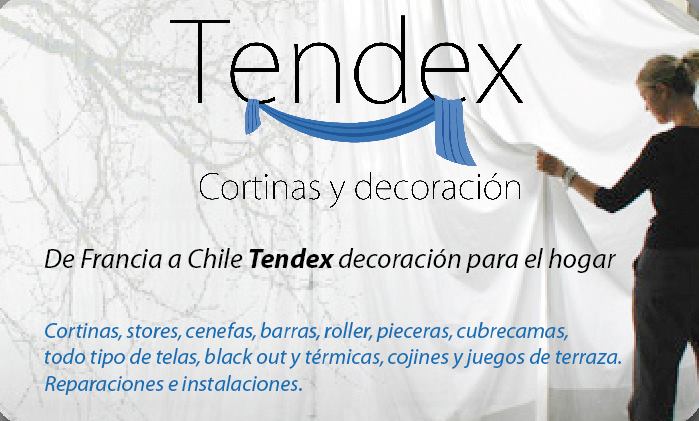 Tendex
Cortinas y decoración
De Francia a Chile Tendex decoración para el hogar
Cortinas, stores, cenefas, barras, roller, pieceras, cubrecamas,
todo tipo de telas, black out y térmicas, cojines y juegos de terraza.
Reparaciones e instalaciones.